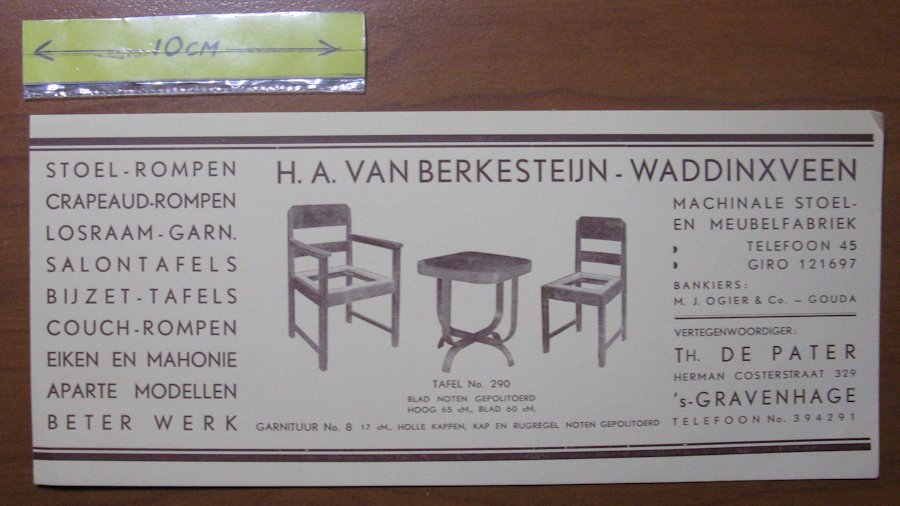 10CM
STOEL-ROMPEN
CRAPEAUD-ROMPEN
LOSRAAM-GARN.
SALONTAFELS
BIJZET-TAFELS
COUCH-ROMPEN
EIKEN EN MAHONIE
APARTE MODELLEN
BETER WERK
H. A. VAN BERKESTEIJN - WADDINXVEEN
TAFEL No. 290
BLAD NOTEN GEPOLITOERD
HOOG 65 cM., BLAD 60 cM.
GARNITUUR No. 8 17 cM., HOLLE KAPPEN, KAP EN RUGREGEL NOTEN GEPOLITOERD
MACHINALE STOEL-
EN MEUBELFABRIEK
TELEFOON 45
GIRO 121697
BANKIERS:
M. J. OGIER & Co. – GOUDA
VERTEGENWOORDIGER:
TH. DE PATER
HERMAN COSTERSTRAAT 329
's-GRAVENHAGE
TELEFOON No. 394291